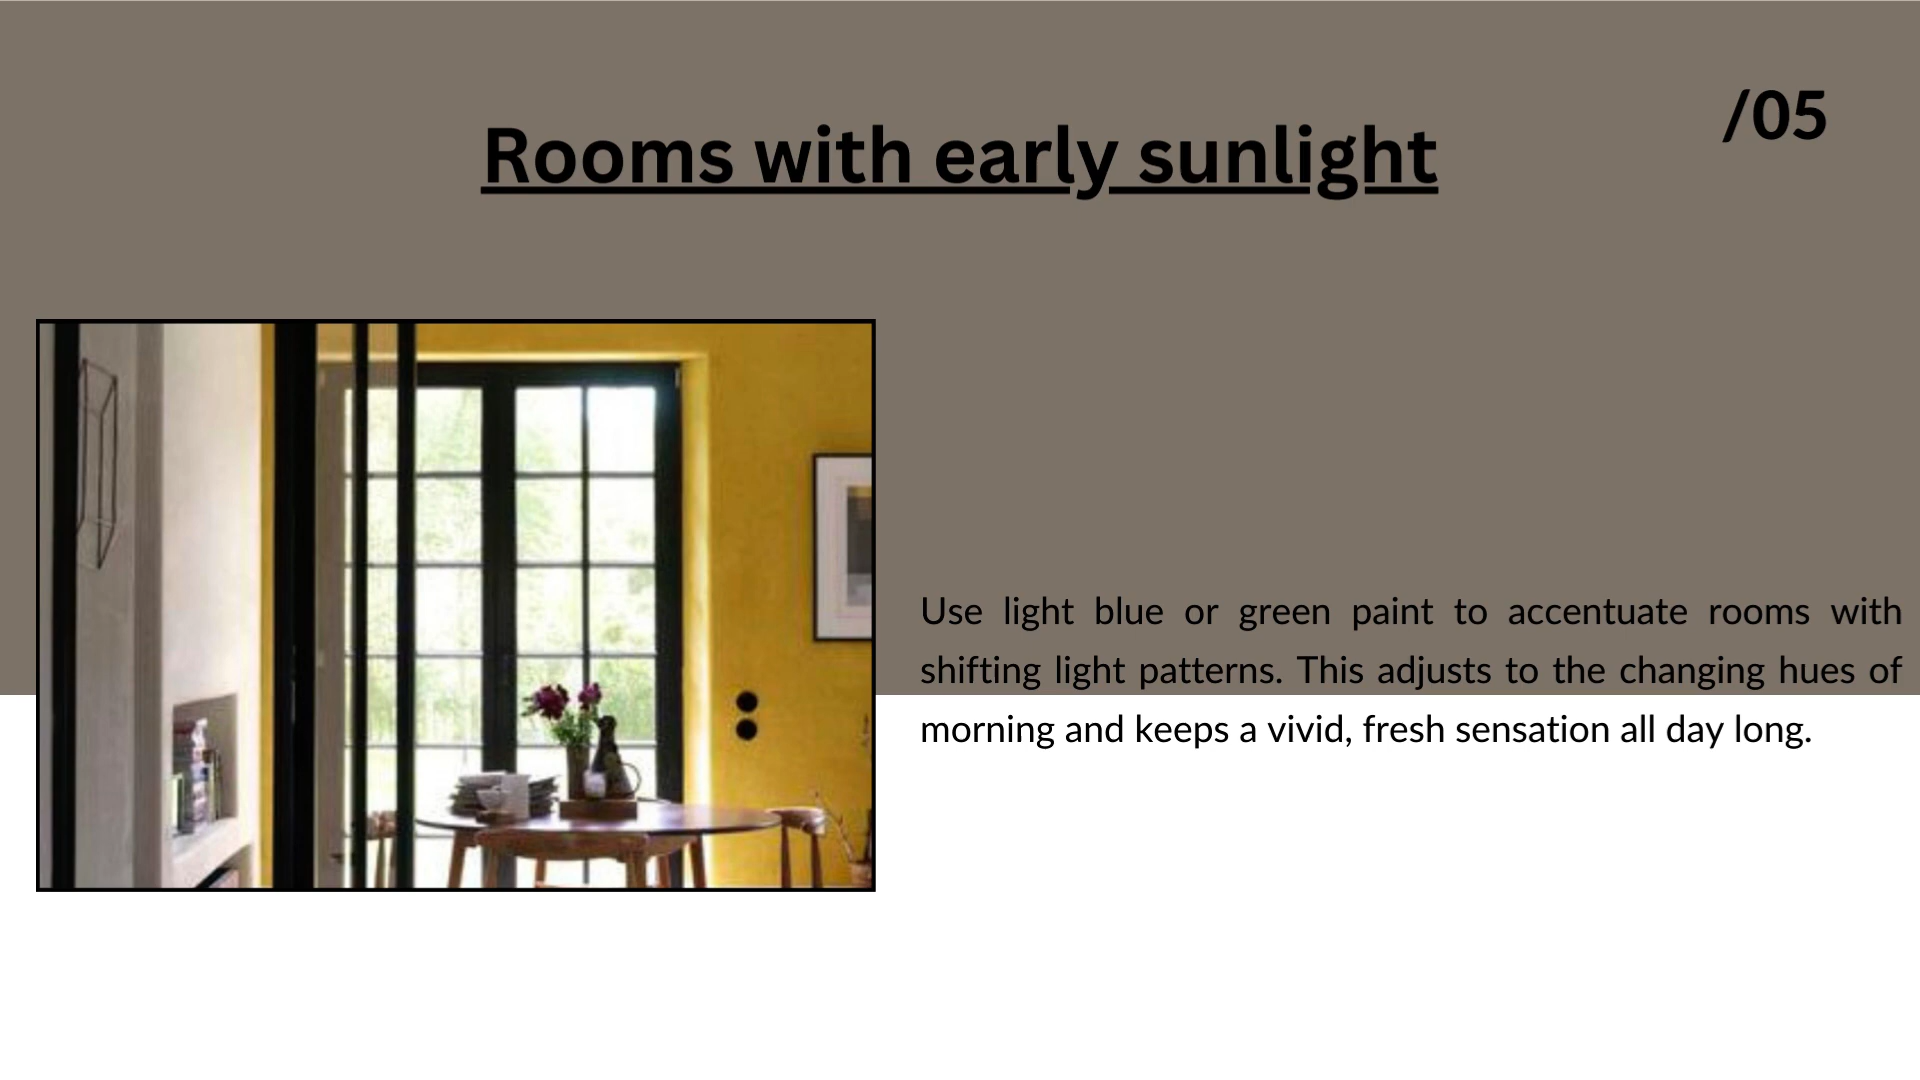 /05
Rooms with early sunlight
Use light blue or green paint to accentuate rooms with
shifting light patterns. This adjusts to the changing hues of
morning and keeps a vivid, fresh sensation all day long.